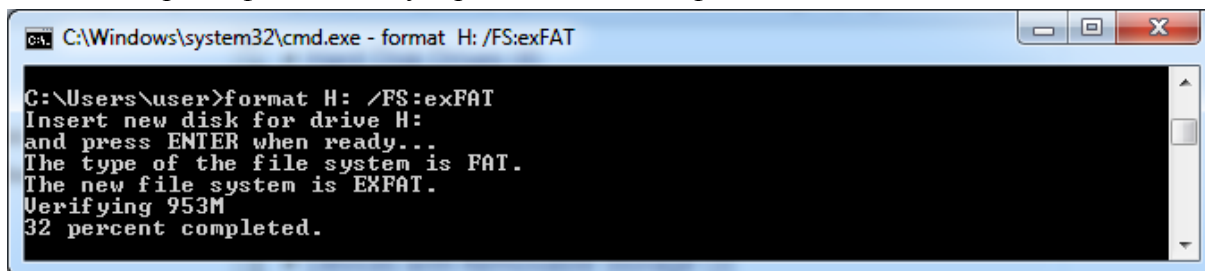 C:\Windows\system32\cmd.exe - format H: /FS:exFAT
C:\Users\user>format H: /FS:exFAT
Insert new disk for drive H:
and press ENTER when ready...
The type of the file system is FAT.
The new file system is EXFAT.
Verifying 953M
32 percent completed.